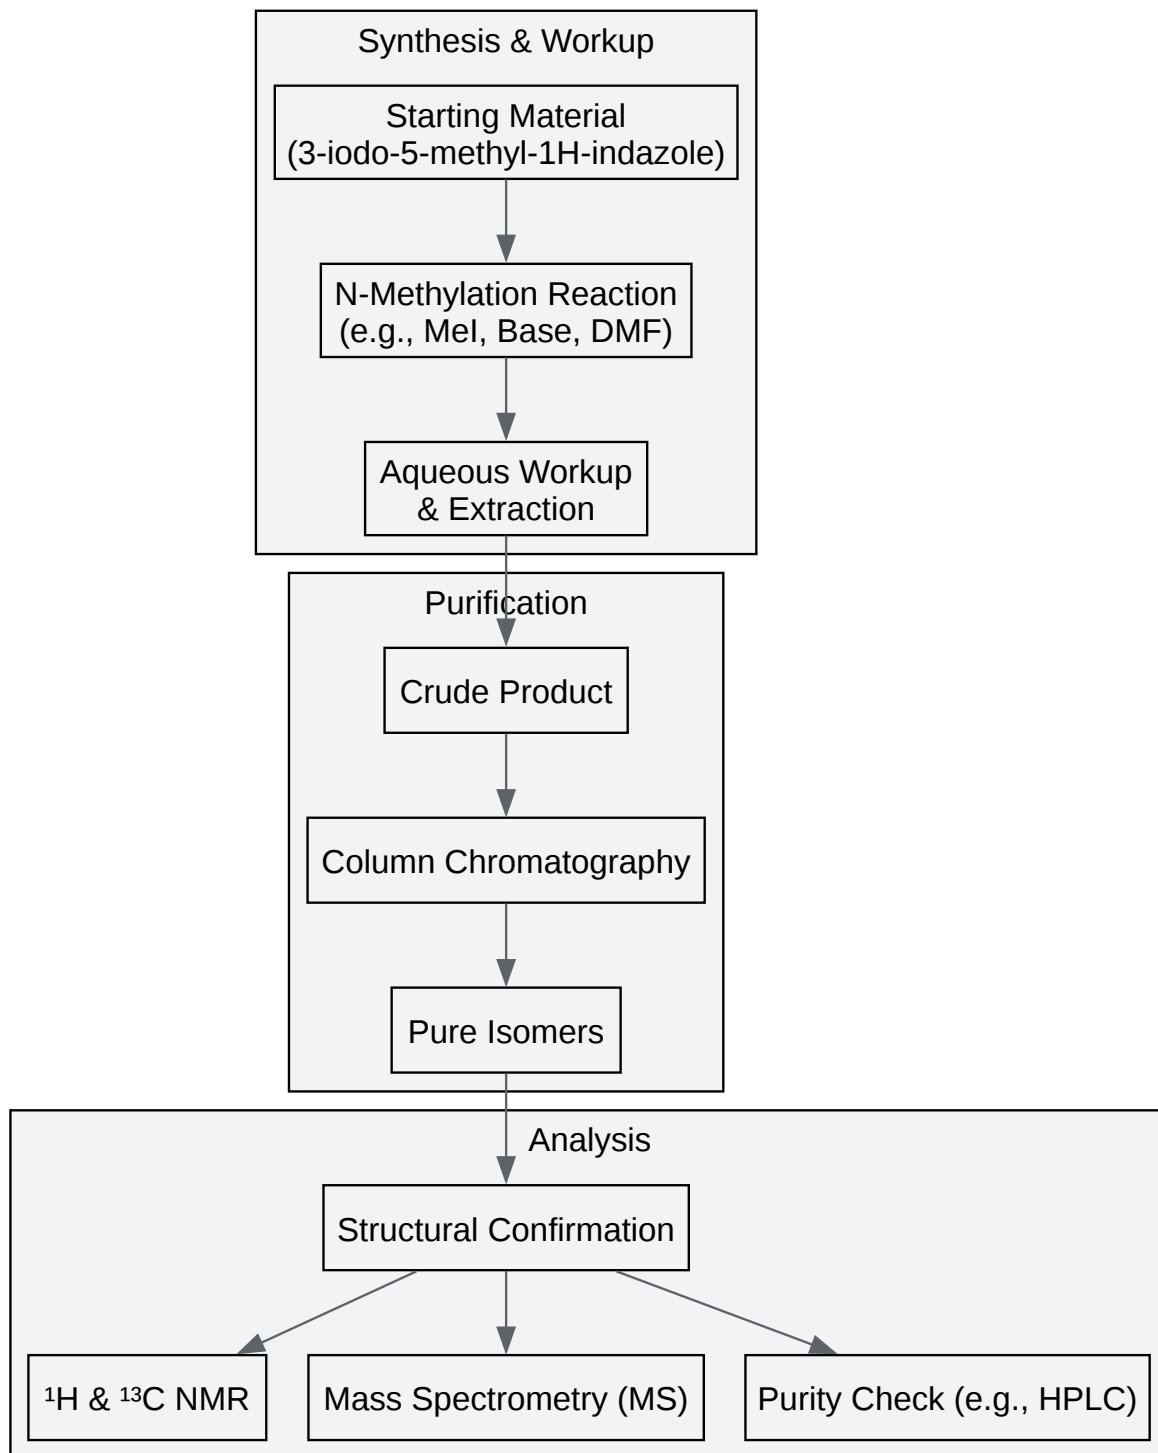 Synthesis & Workup
Starting Material
(3-iodo-5-methyl-1H-indazole)
N-Methylation Reaction
(e.g., MeI, Base, DMF)
Aqueous Workup
& Extraction
Purification
Crude Product
Column Chromatography
Pure Isomers
Analysis
Structural Confirmation
¹H & ¹³C NMR
Mass Spectrometry (MS)
Purity Check (e.g., HPLC)